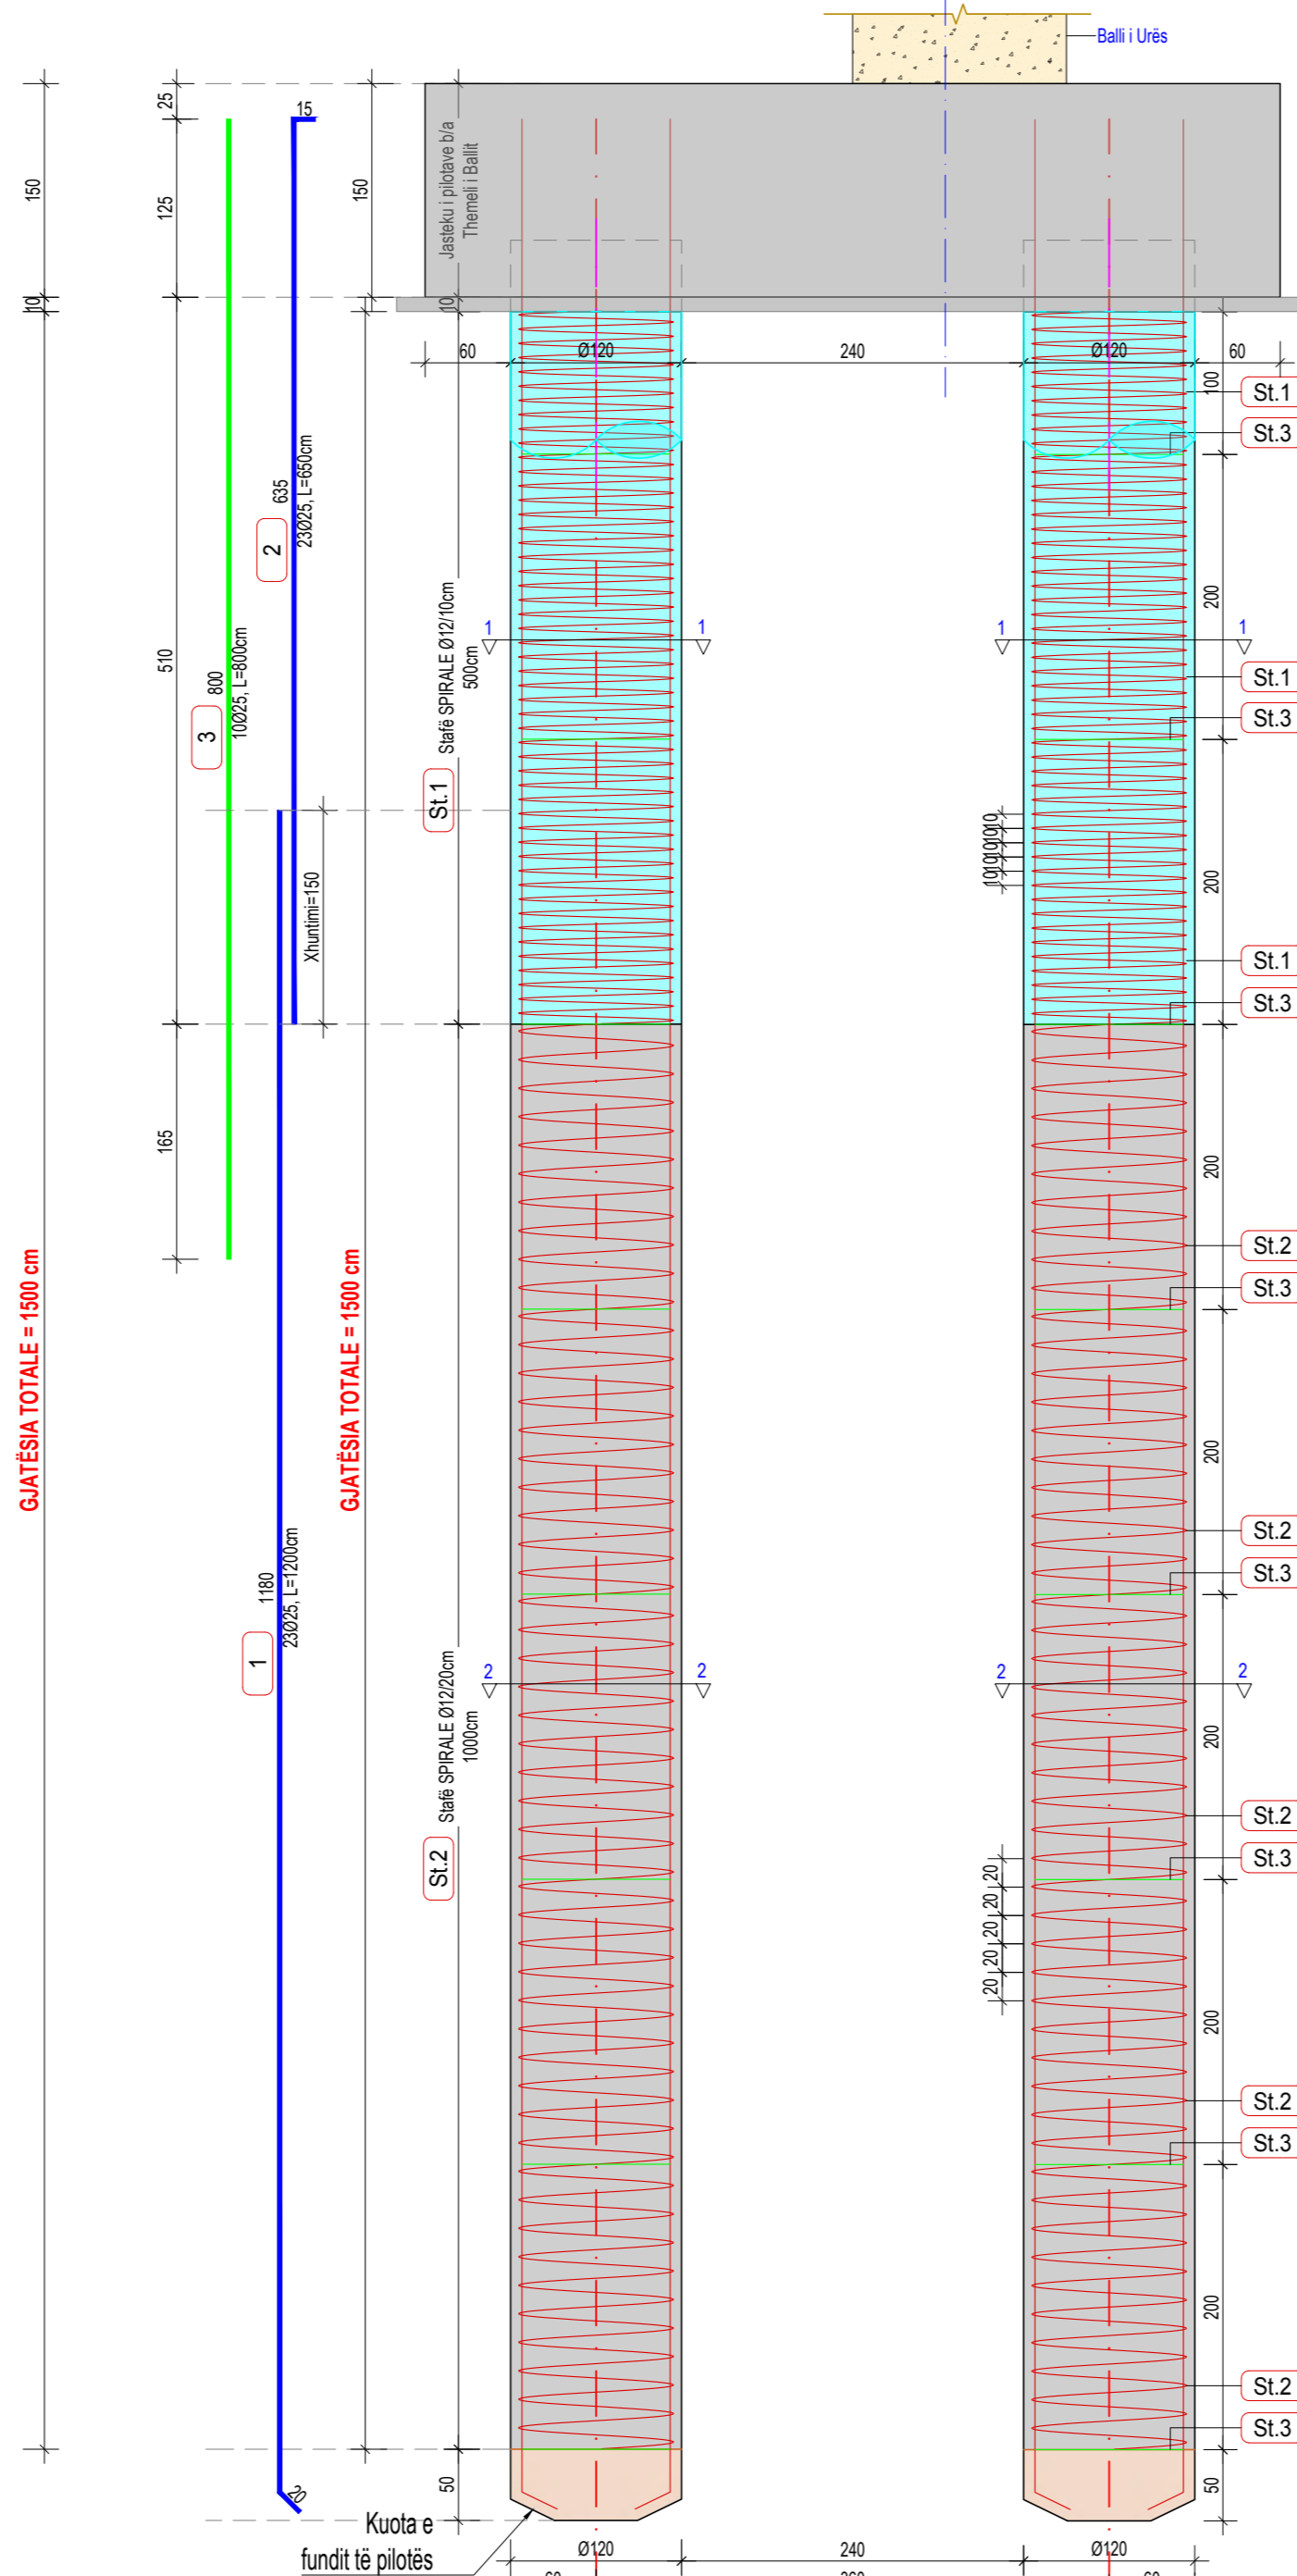 Balli i Urës
25
15
150
125
150
Jasteku i pilotave b/a
Themeli i Ballit
10
10
60
Ø120
240
Ø120
60
100
St.1
St.3
2
635
23Ø25, L=650cm
200
1
1
1
1
510
Stafë SPIRALE Ø12/10cm
500cm
St.1
St.1
St.3
3
800
10Ø25, L=800cm
10
10
10
10
10
Xhuntimi=150
200
St.1
St.3
165
200
St.2
St.3
GJATËSIA TOTALE = 1500 cm
GJATËSIA TOTALE = 1500 cm
200
St.2
St.3
1
1180
23Ø25, L=1200cm
2
2
2
2
200
Stafë SPIRALE Ø12/20cm
1000cm
St.2
St.2
St.3
20
20
20
20
20
200
St.2
St.3
200
St.2
St.3
50
50
20
Kuota e
fundit të pilotës
Ø120
240
Ø120
60
360
60